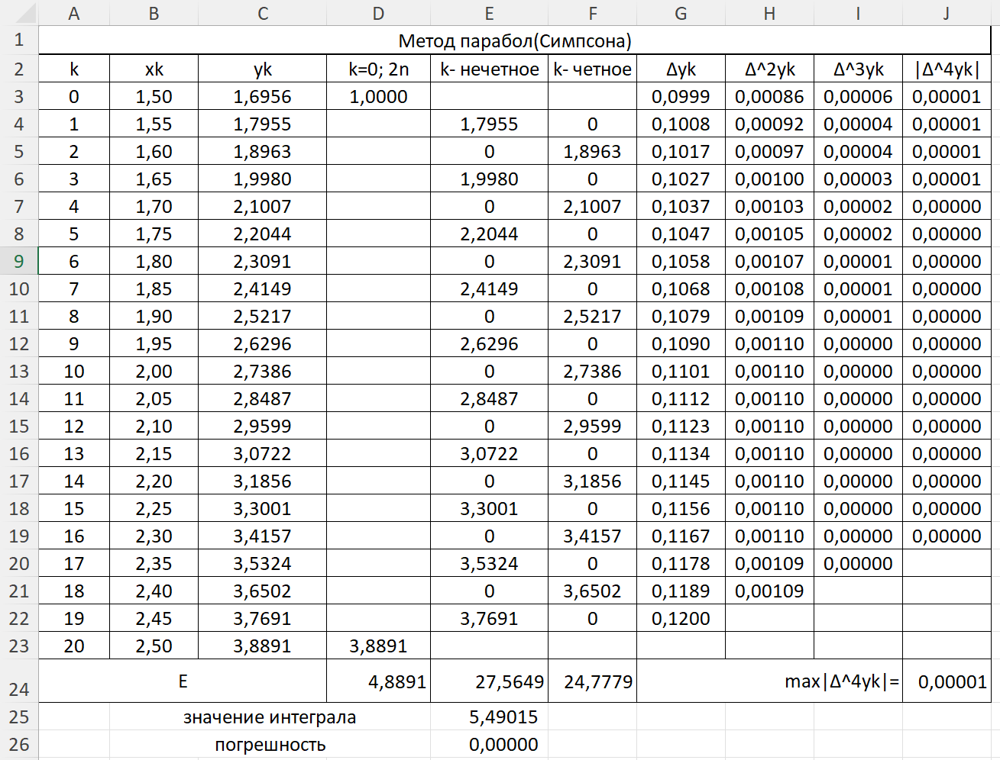 A B C D E F G H I J
1 Метод парабол(Симпсона)
2 k xk yk k=0; 2n k- нечетное k- четное Δyk Δ^2yk Δ^3yk |Δ^4yk|
3 0 1,50 1,6956 1,0000 0,0999 0,00086 0,00006 0,00001
4 1 1,55 1,7955 1,7955 0 0,1008 0,00092 0,00004 0,00001
5 2 1,60 1,8963 0 1,8963 0,1017 0,00097 0,00004 0,00001
6 3 1,65 1,9980 1,9980 0 0,1027 0,00100 0,00003 0,00001
7 4 1,70 2,1007 0 2,1007 0,1037 0,00103 0,00002 0,00000
8 5 1,75 2,2044 2,2044 0 0,1047 0,00105 0,00002 0,00000
9 6 1,80 2,3091 0 2,3091 0,1058 0,00107 0,00001 0,00000
10 7 1,85 2,4149 2,4149 0 0,1068 0,00108 0,00001 0,00000
11 8 1,90 2,5217 0 2,5217 0,1079 0,00109 0,00001 0,00000
12 9 1,95 2,6296 2,6296 0 0,1090 0,00110 0,00000 0,00000
13 10 2,00 2,7386 0 2,7386 0,1101 0,00110 0,00000 0,00000
14 11 2,05 2,8487 2,8487 0 0,1112 0,00110 0,00000 0,00000
15 12 2,10 2,9599 0 2,9599 0,1123 0,00110 0,00000 0,00000
16 13 2,15 3,0722 3,0722 0 0,1134 0,00110 0,00000 0,00000
17 14 2,20 3,1856 0 3,1856 0,1145 0,00110 0,00000 0,00000
18 15 2,25 3,3001 3,3001 0 0,1156 0,00110 0,00000 0,00000
19 16 2,30 3,4157 0 3,4157 0,1167 0,00110 0,00000 0,00000
20 17 2,35 3,5324 3,5324 0 0,1178 0,00109 0,00000
21 18 2,40 3,6502 0 3,6502 0,1189 0,00109
22 19 2,45 3,7691 3,7691 0 0,1200
23 20 2,50 3,8891 3,8891
24 E 4,8891 27,5649 24,7779 max|Δ^4yk|= 0,00001
25 значение интеграла 5,49015
26 погрешность 0,00000